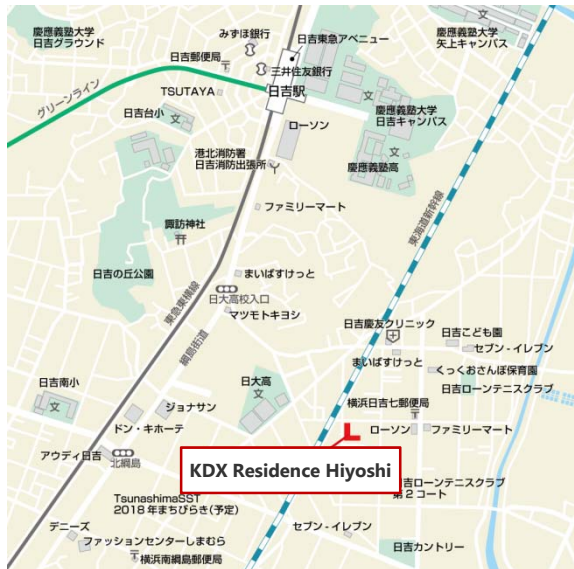 慶應義塾大学
日吉グラウンド
みずほ銀行
日吉東急アベニュー
慶應義塾大学
矢上キャンパス
日吉郵便局
三井住友銀行
グリーンライン
TSUTAYA
日吉駅
日吉台小
文
ローソン
慶應義塾大学
日吉キャンパス
文
文
港北消防署
日吉消防出張所
慶應義塾高
文
ファミリーマート
東海道新幹線
諏訪神社
日吉の丘公園
東急東横線
まいばすけっと
日大高校入口
マツモトキヨシ
綱島街道
日吉慶友クリニック
日吉こども園
セブン‐イレブン
まいばすけっと
くっくおさんぽ保育園
日吉南小
文
日大高
文
日吉ローンテニスクラブ
ジョナサン
横浜日吉七郵便局
ドン・キホーテ
ローソン
ファミリーマート
アウディ日吉
北綱島
KDX Residence Hiyoshi
吉ローンテニスクラブ
第2コート
TsunashimaSST
2018年まちびらき(予定)
デニーズ
セブン‐イレブン
ファッションセンターしまむら
日吉カントリー
横浜南綱島郵便局